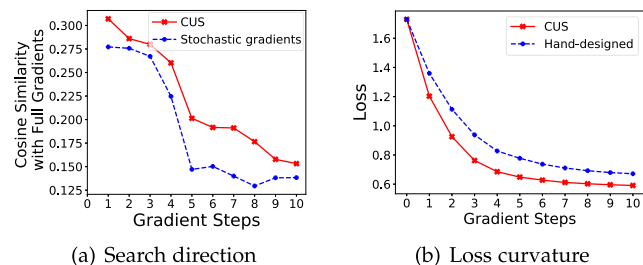 0.300
0.275
0.250
0.225
0.200
0.175
0.150
0.125
Cosine Similarity
with Full Gradients
CUS
Stochastic gradients
0 1 2 3 4 5 6 7 8 9 10
Gradient Steps
(a) Search direction
1.6
1.4
1.2
1.0
0.8
0.6
Loss
CUS
Hand-designed
0 1 2 3 4 5 6 7 8 9 10
Gradient Steps
(b) Loss curvature